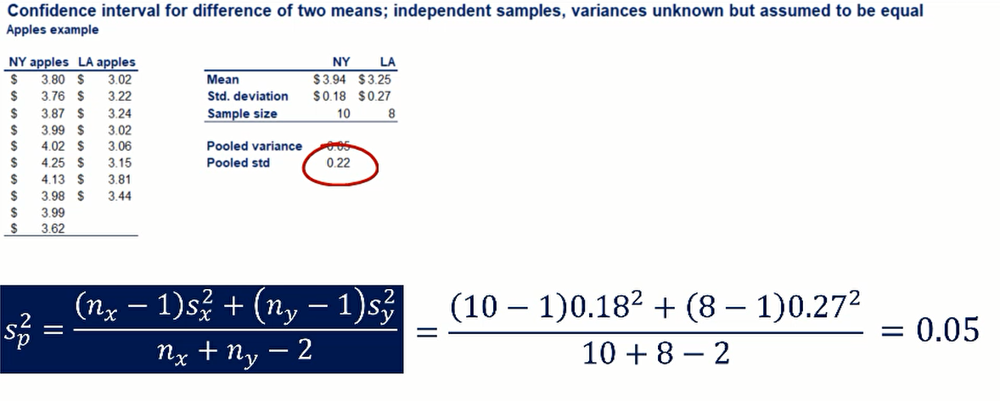 Confidence interval for difference of two means; independent samples, variances unknown but assumed to be equal
Apples example
NY apples LA apples
$ 3.80 $ 3.02
$ 3.76 $ 3.22
$ 3.87 $ 3.24
$ 3.99 $ 3.02
$ 4.02 $ 3.06
$ 4.25 $ 3.15
$ 4.13 $ 3.81
$ 3.98 $ 3.44
$ 3.99
$ 3.62
NY LA
Mean $3.94 $3.25
Std. deviation $0.18 $0.27
Sample size 10 8
Pooled variance 0.05
Pooled std 0.22
s_p^2 = ((n_x − 1)s_x^2 + (n_y − 1)s_y^2) / (n_x + n_y − 2) = ((10 − 1)0.18^2 + (8 − 1)0.27^2) / (10 + 8 − 2) = 0.05